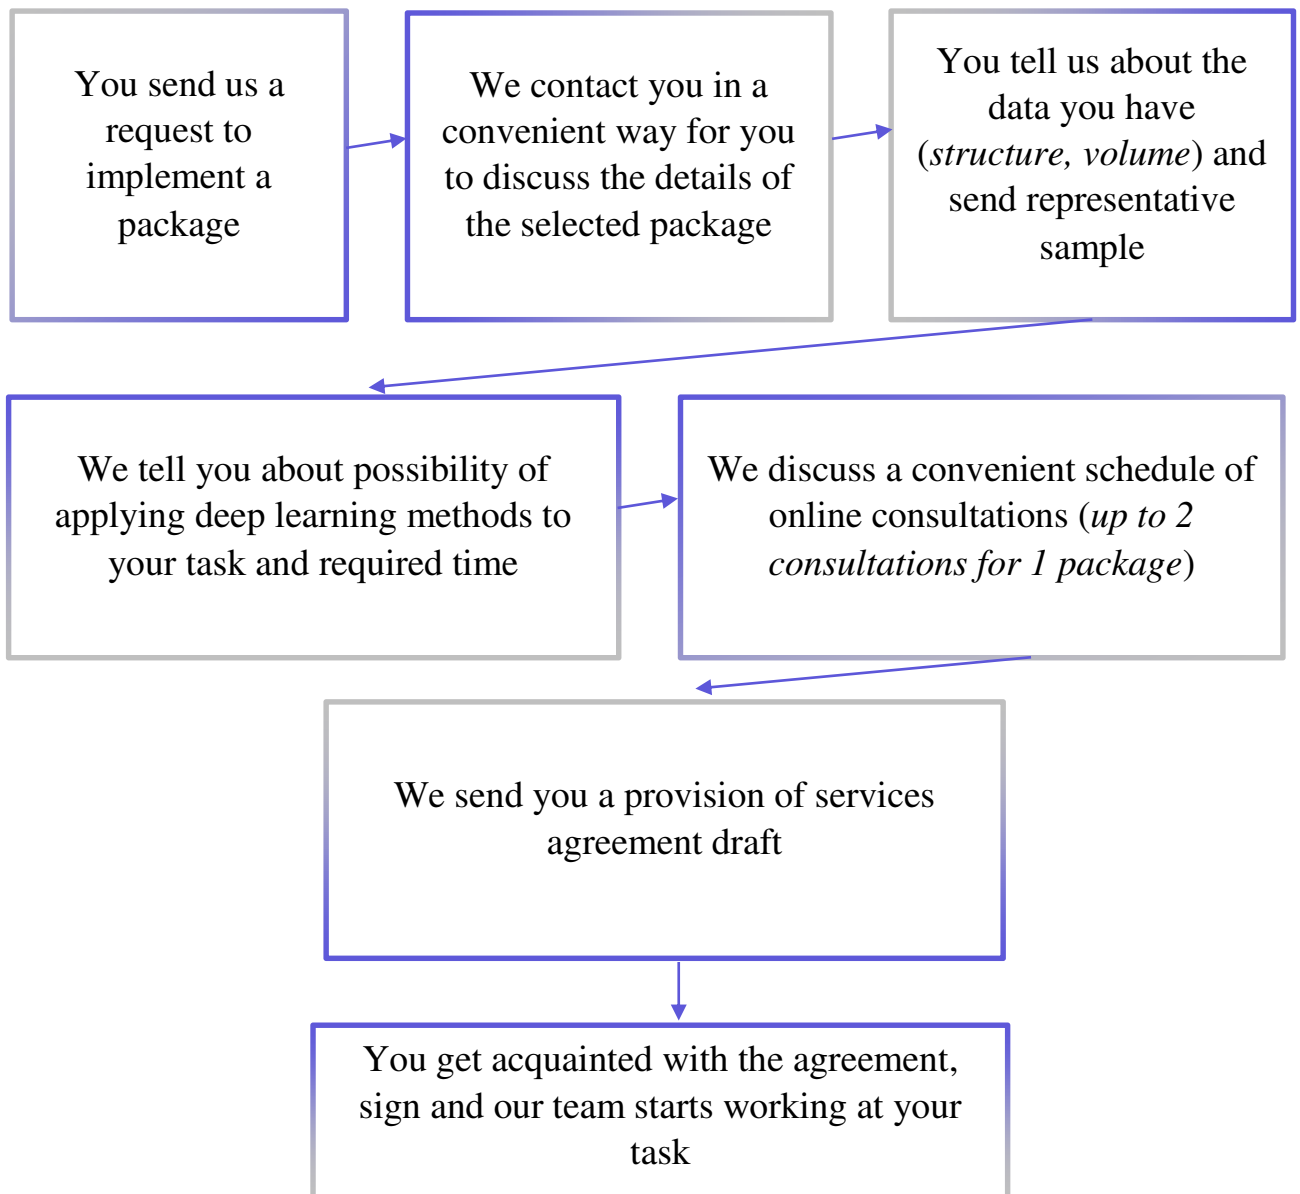 You send us a
request to
implement a
package
We contact you in a
convenient way for you
to discuss the details of
the selected package
You tell us about the
data you have
(structure, volume) and
send representative
sample
We tell you about possibility of
applying deep learning methods to
your task and required time
We discuss a convenient schedule of
online consultations (up to 2
consultations for 1 package)
We send you a provision of services
agreement draft
You get acquainted with the agreement,
sign and our team starts working at your
task